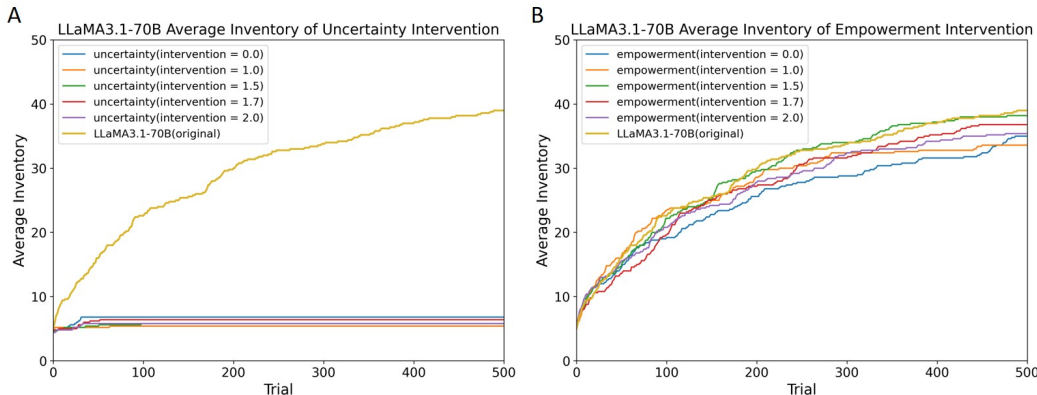 A
LLaMA3.1-70B Average Inventory of Uncertainty Intervention
50
40
30
20
10
0
Average Inventory
uncertainty(intervention = 0.0)
uncertainty(intervention = 1.0)
uncertainty(intervention = 1.5)
uncertainty(intervention = 1.7)
uncertainty(intervention = 2.0)
LLaMA3.1-70B(original)
0 100 200 300 400 500
Trial
B
LLaMA3.1-70B Average Inventory of Empowerment Intervention
50
40
30
20
10
0
Average Inventory
empowerment(intervention = 0.0)
empowerment(intervention = 1.0)
empowerment(intervention = 1.5)
empowerment(intervention = 1.7)
empowerment(intervention = 2.0)
LLaMA3.1-70B(original)
0 100 200 300 400 500
Trial